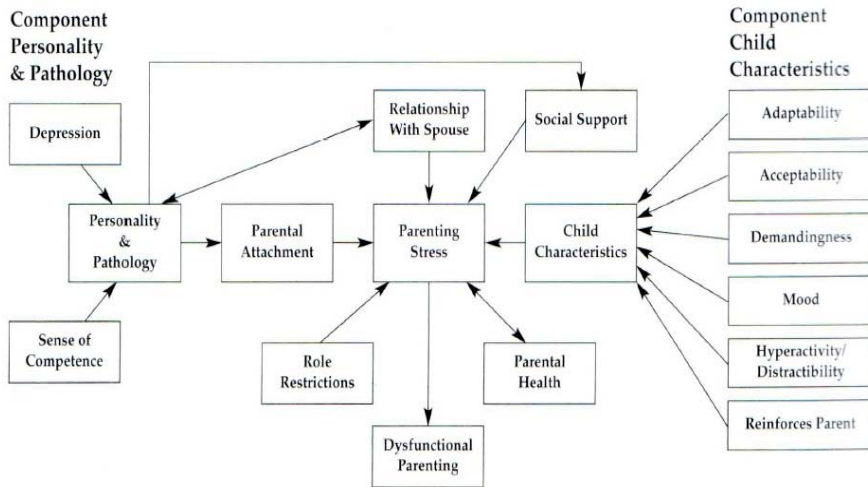 Component
Personality
& Pathology
Component
Child
Characteristics
Depression
Relationship
With Spouse
Social Support
Adaptability
Acceptability
Personality
&
Pathology
Parental
Attachment
Parenting
Stress
Child
Characteristics
Demandingness
Mood
Sense of
Competence
Role
Restrictions
Parental
Health
Hyperactivity/
Distractibility
Dysfunctional
Parenting
Reinforces Parent